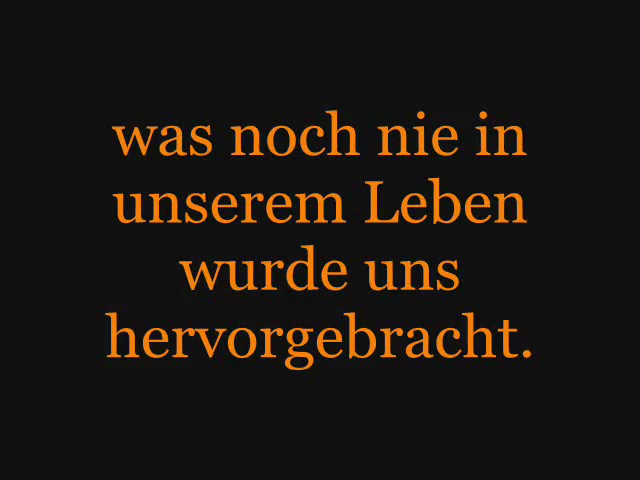 was noch nie in
unserem Leben
wurde uns
hervorgebracht.